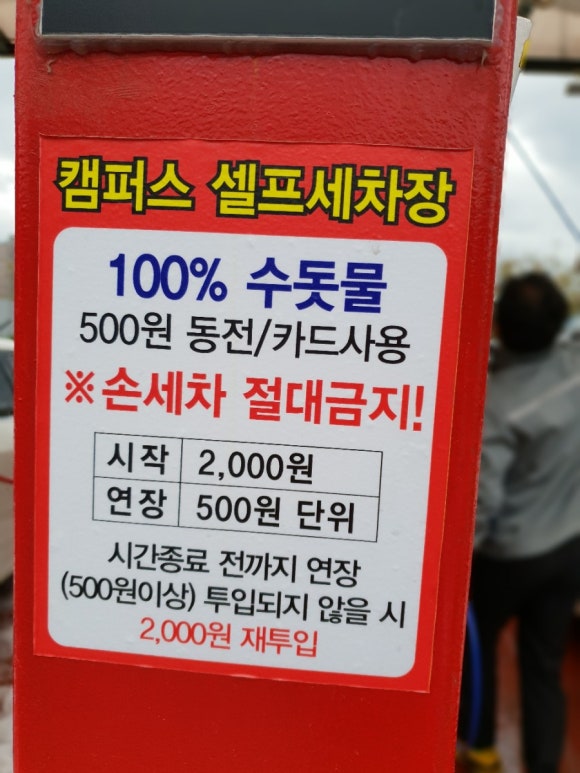 캠퍼스 셀프세차장
100% 수돗물
500원 동전/카드사용
※손세차 절대금지!
시작 2,000원
연장 500원 단위
시간종료 전까지 연장
(500원이상) 투입되지 않을 시
2,000원 재투입